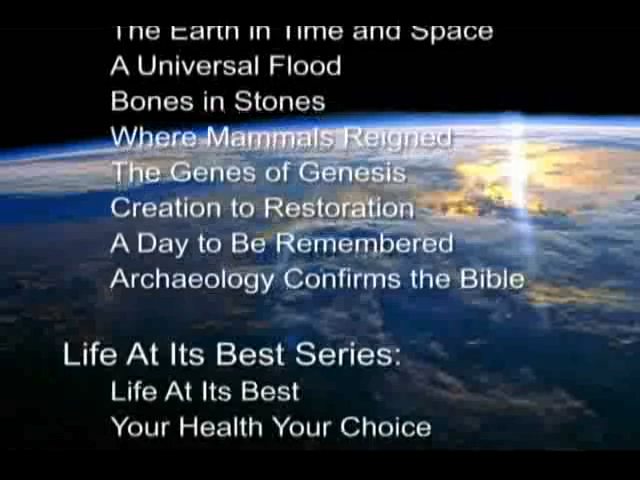 The Earth in Time and Space
A Universal Flood
Bones in Stones
Where Mammals Reigned
The Genes of Genesis
Creation to Restoration
A Day to Be Remembered
Archaeology Confirms the Bible
Life At Its Best Series:
Life At Its Best
Your Health Your Choice